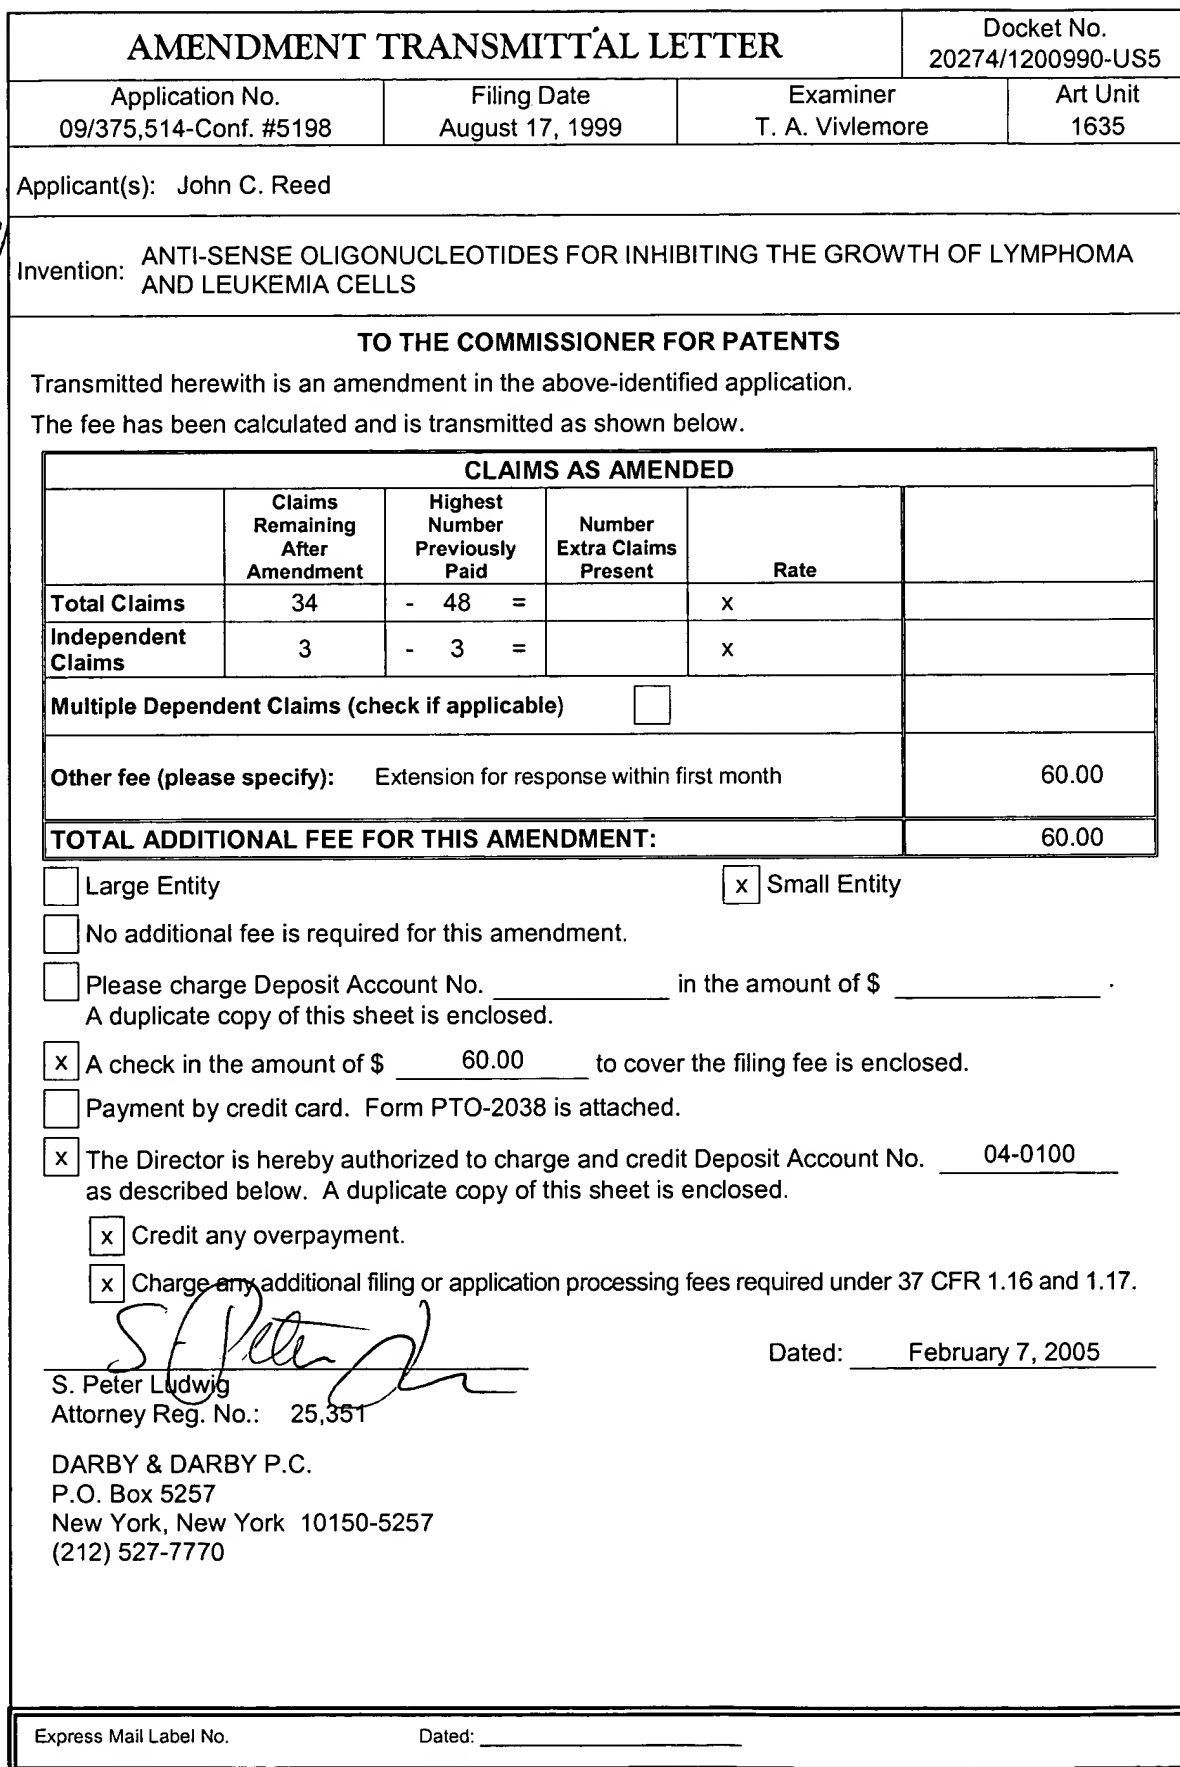 AMENDMENT TRANSMITTAL LETTER
Docket No.
20274/1200990-US5
Application No.
09/375,514-Conf. #5198
Filing Date
August 17, 1999
Examiner
T. A. Vivlemore
Art Unit
1635
Applicant(s): John C. Reed
Invention: ANTI-SENSE OLIGONUCLEOTIDES FOR INHIBITING THE GROWTH OF LYMPHOMA
AND LEUKEMIA CELLS
TO THE COMMISSIONER FOR PATENTS
Transmitted herewith is an amendment in the above-identified application.
The fee has been calculated and is transmitted as shown below.
CLAIMS AS AMENDED
Claims
Remaining
After
Amendment
Highest
Number
Previously
Paid
Number
Extra Claims
Present
Rate
Total Claims 34 - 48 = x
Independent
Claims 3 - 3 = x
Multiple Dependent Claims (check if applicable)
Other fee (please specify): Extension for response within first month 60.00
TOTAL ADDITIONAL FEE FOR THIS AMENDMENT: 60.00
Large Entity x Small Entity
No additional fee is required for this amendment.
Please charge Deposit Account No. in the amount of $ .
A duplicate copy of this sheet is enclosed.
x A check in the amount of $ 60.00 to cover the filing fee is enclosed.
Payment by credit card. Form PTO-2038 is attached.
x The Director is hereby authorized to charge and credit Deposit Account No. 04-0100
as described below. A duplicate copy of this sheet is enclosed.
x Credit any overpayment.
x Charge any additional filing or application processing fees required under 37 CFR 1.16 and 1.17.
S. Peter
Dated: February 7, 2005
S. Peter Ludwig
Attorney Reg. No.: 25,351
DARBY & DARBY P.C.
P.O. Box 5257
New York, New York 10150-5257
(212) 527-7770
Express Mail Label No. Dated: